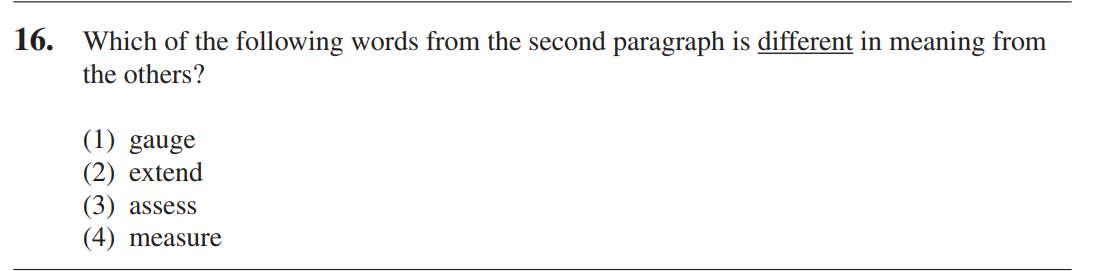 16. Which of the following words from the second paragraph is different in meaning from
the others?
(1) gauge
(2) extend
(3) assess
(4) measure